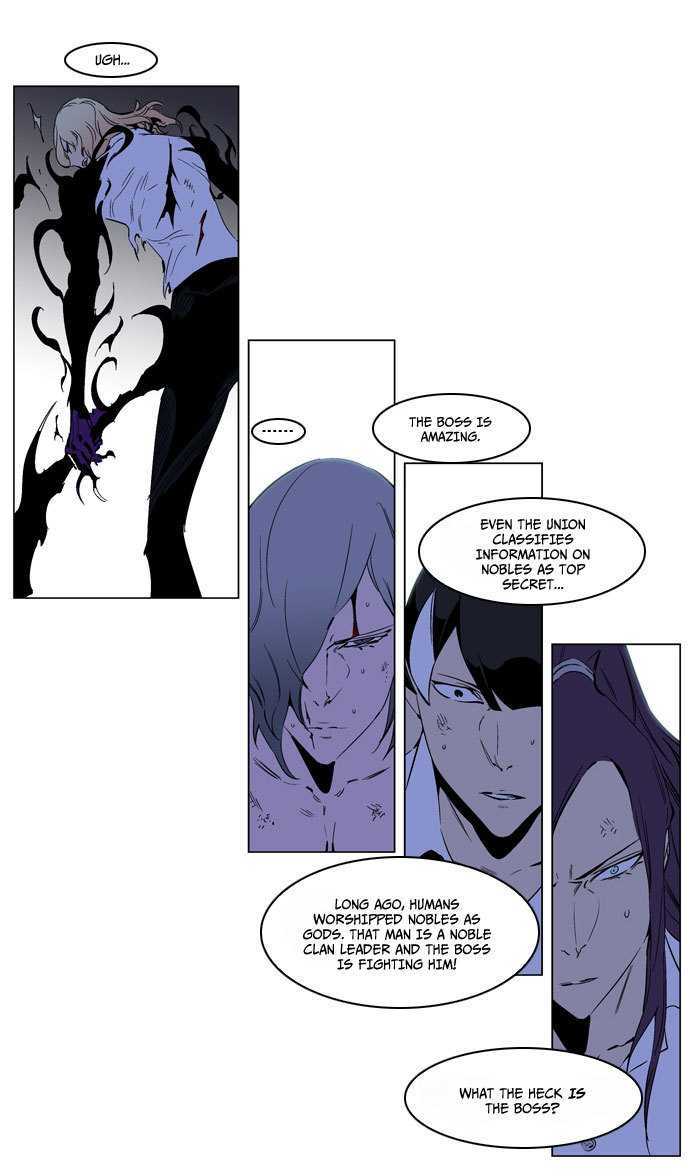 UGH...
------
THE BOSS IS
AMAZING.
EVEN THE UNION
CLASSIFIES
INFORMATION ON
NOBLES AS TOP
SECRET...
LONG AGO, HUMANS
WORSHIPPED NOBLES AS
GODS. THAT MAN IS A NOBLE
CLAN LEADER AND THE BOSS
IS FIGHTING HIM!
WHAT THE HECK IS
THE BOSS?